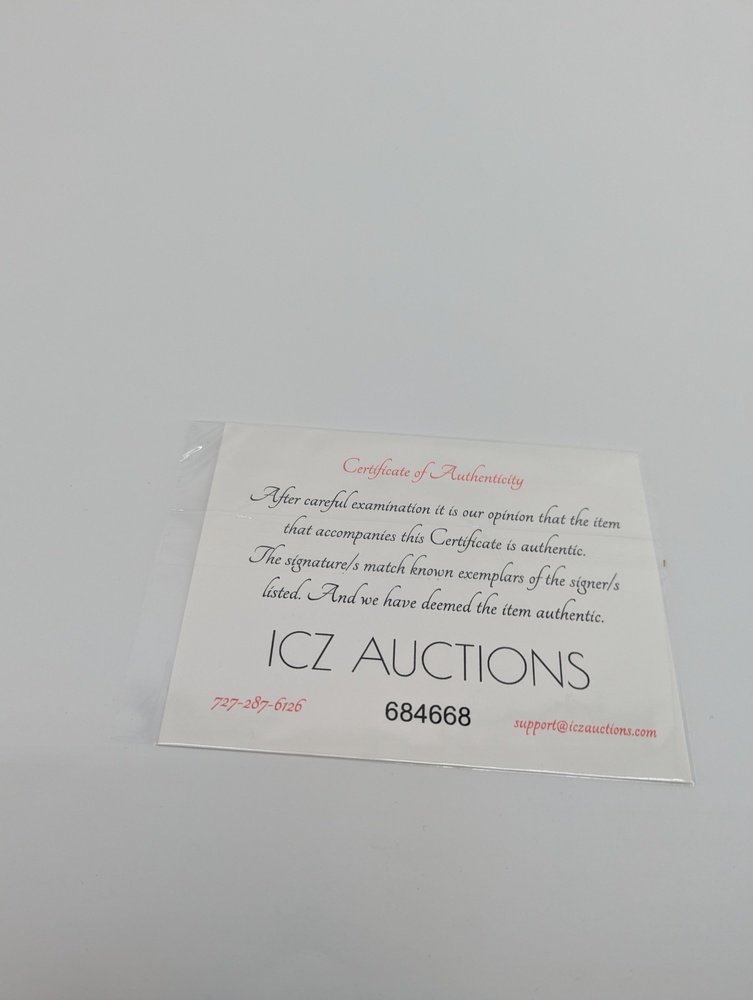 Certificate of Authenticity
After careful examination it is our opinion that the item
that accompanies this Certificate is authentic.
The signature/s match known exemplars of the signer/s
listed. And we have deemed the item authentic.
ICZ AUCTIONS
727-287-6126 684668 support@iczauctions.com